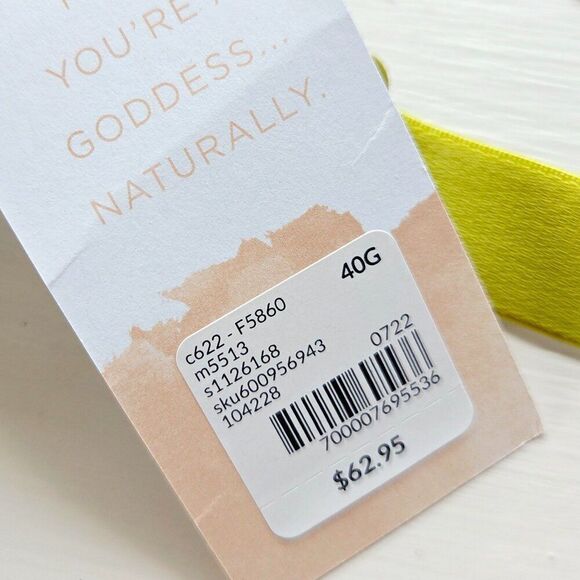 YOU'RE A
GODDESS...
NATURALLY.
40G
c622 - F5860
m5513
s1126168
sku600956943
104228
0722
700007695536
$62.95